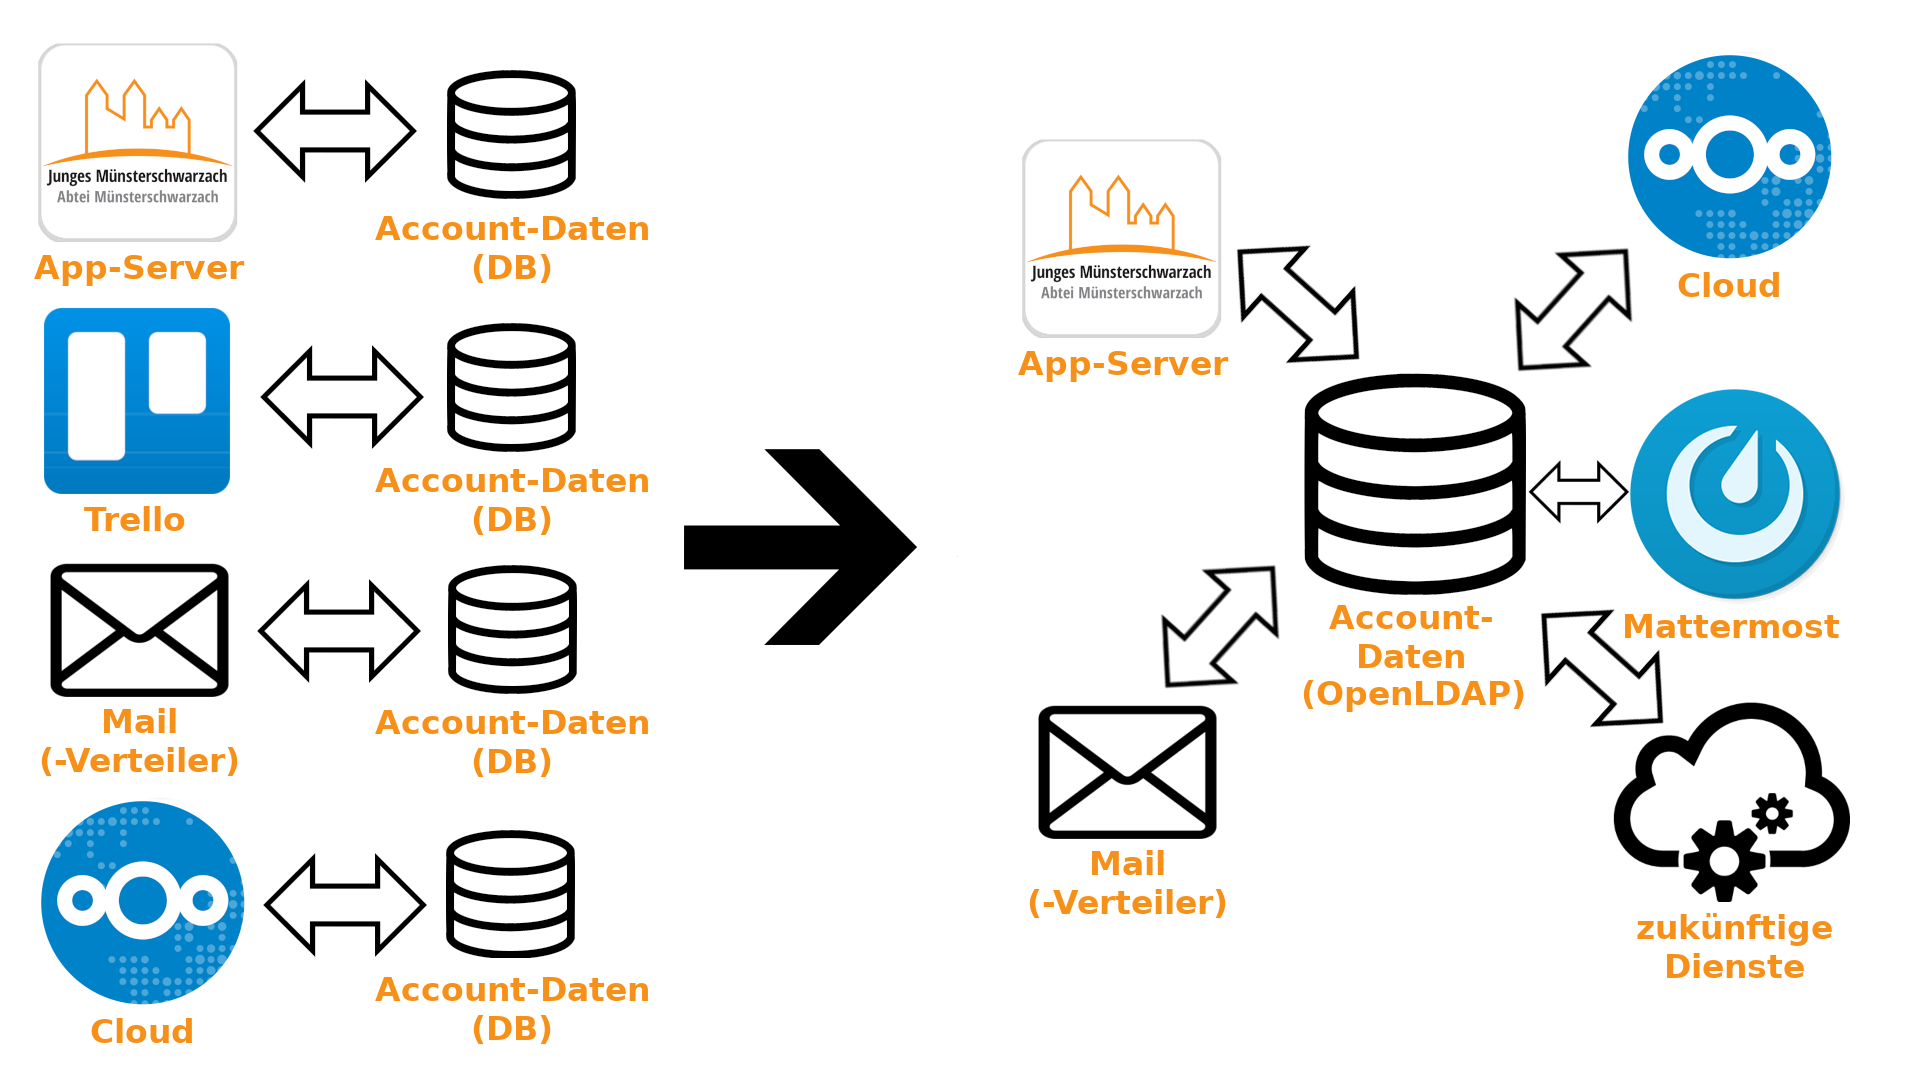 Junges Münsterschwarzach
Abtei Münsterschwarzach
App-Server
Account-Daten
(DB)
Trello
Account-Daten
(DB)
Mail
(-Verteiler)
Account-Daten
(DB)
Cloud
Account-Daten
(DB)
Junges Münsterschwarzach
Abtei Münsterschwarzach
App-Server
Cloud
Account-
Daten
(OpenLDAP)
Mattermost
Mail
(-Verteiler)
zukünftige
Dienste